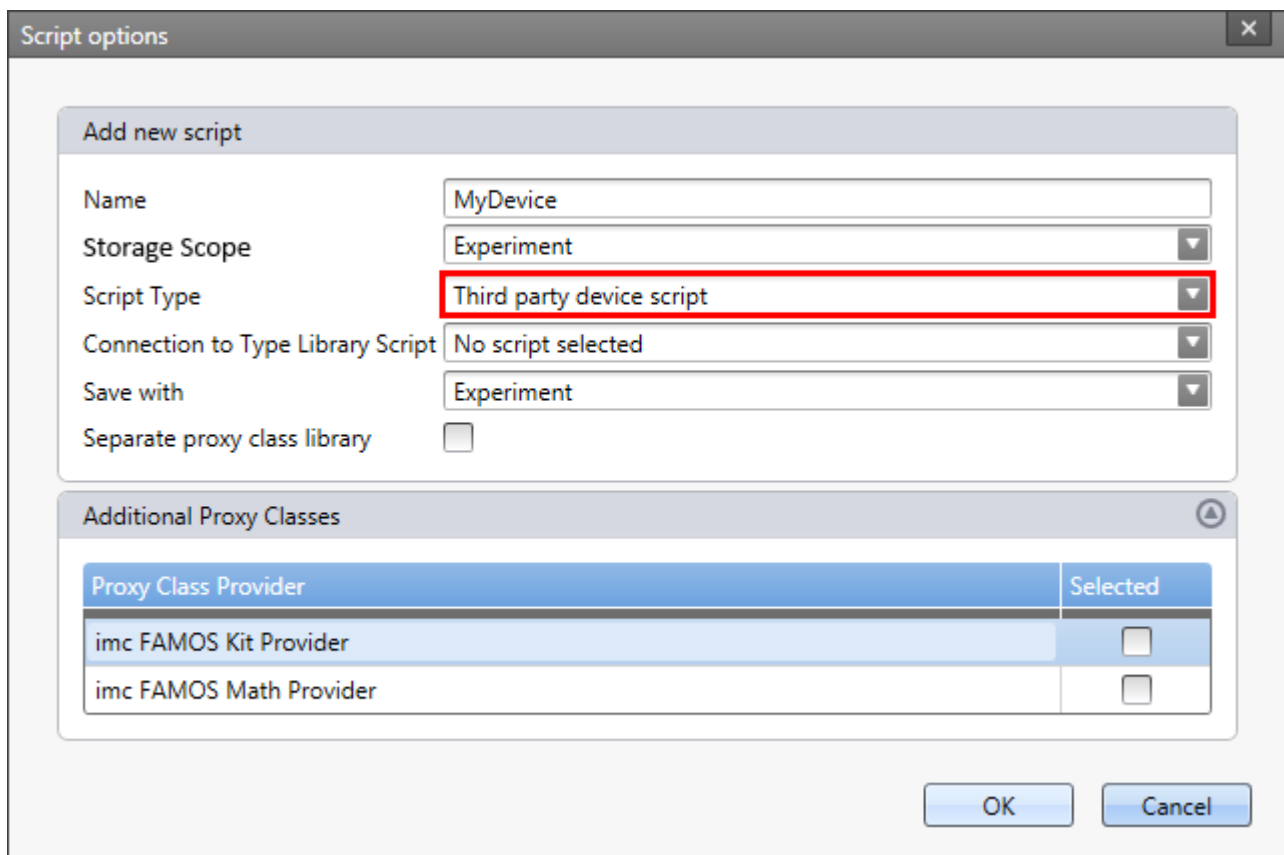 Script options
Add new script
Name MyDevice
Storage Scope Experiment
Script Type Third party device script
Connection to Type Library Script No script selected
Save with Experiment
Separate proxy class library
Additional Proxy Classes
Proxy Class Provider Selected
imc FAMOS Kit Provider
imc FAMOS Math Provider
OK Cancel